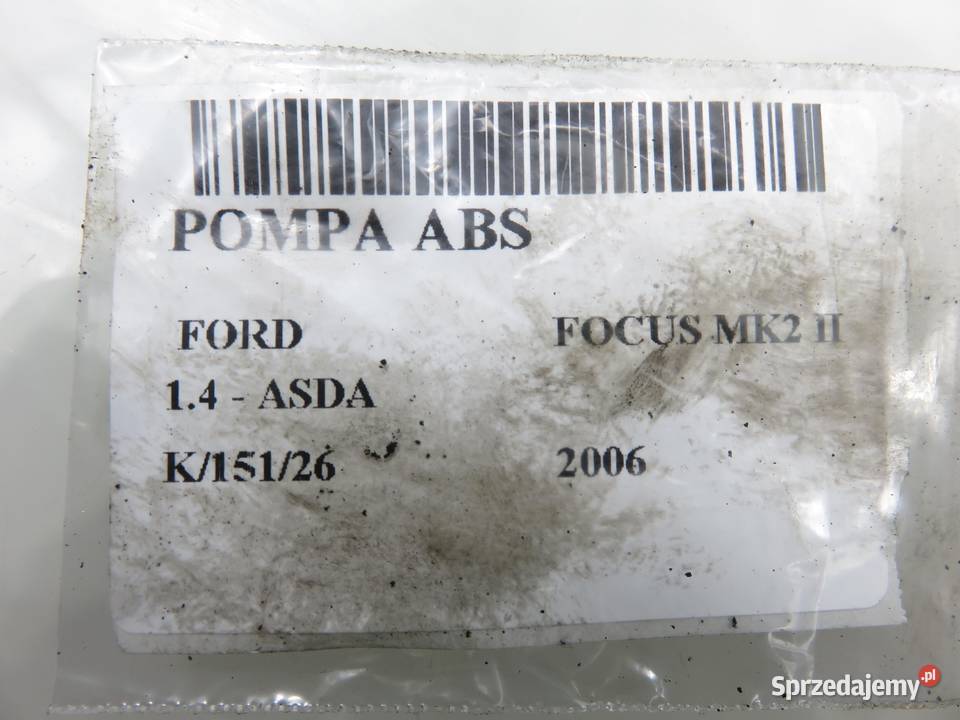 POMPA ABS
FORD FOCUS MK2 II
1.4 - ASDA
K/151/26 2006
Sprzedajemy.pl